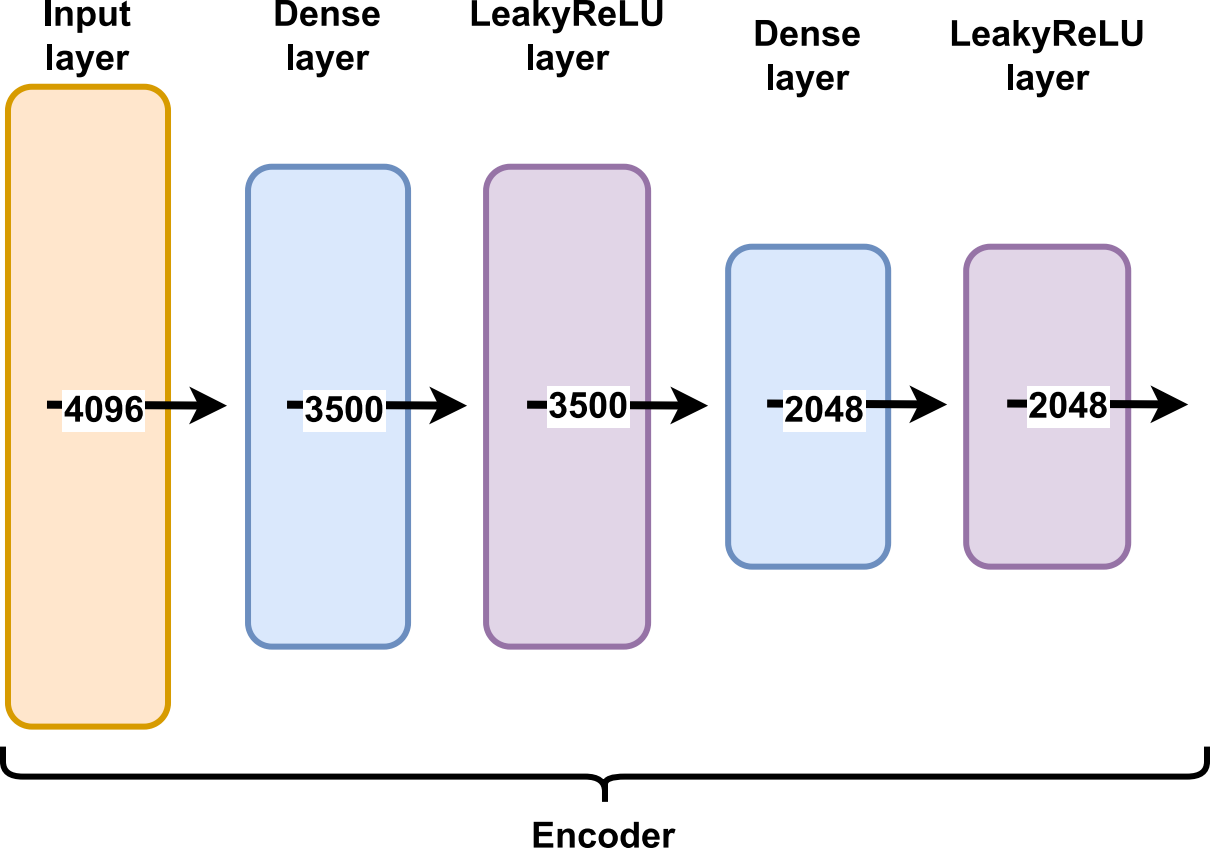 Input
layer
Dense
layer
LeakyReLU
layer
Dense
layer
LeakyReLU
layer
4096
3500
3500
2048
2048
Encoder